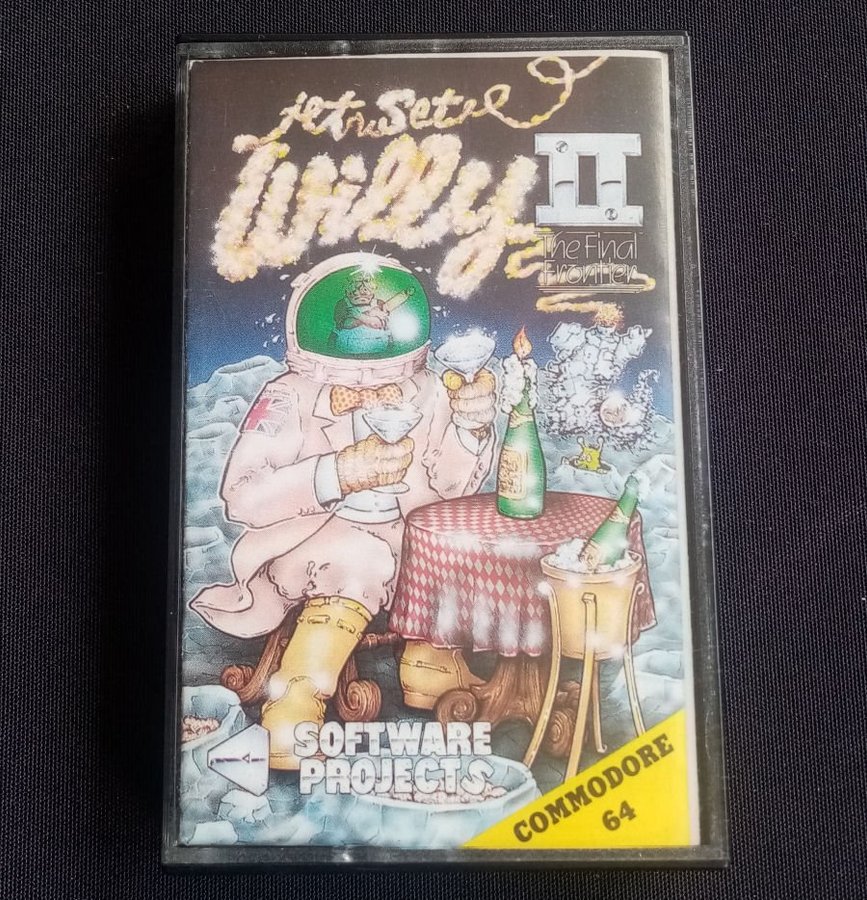 jet Set
Willy
II
The Final
Frontier
SOFTWARE
PROJECTS
COMMODORE
64